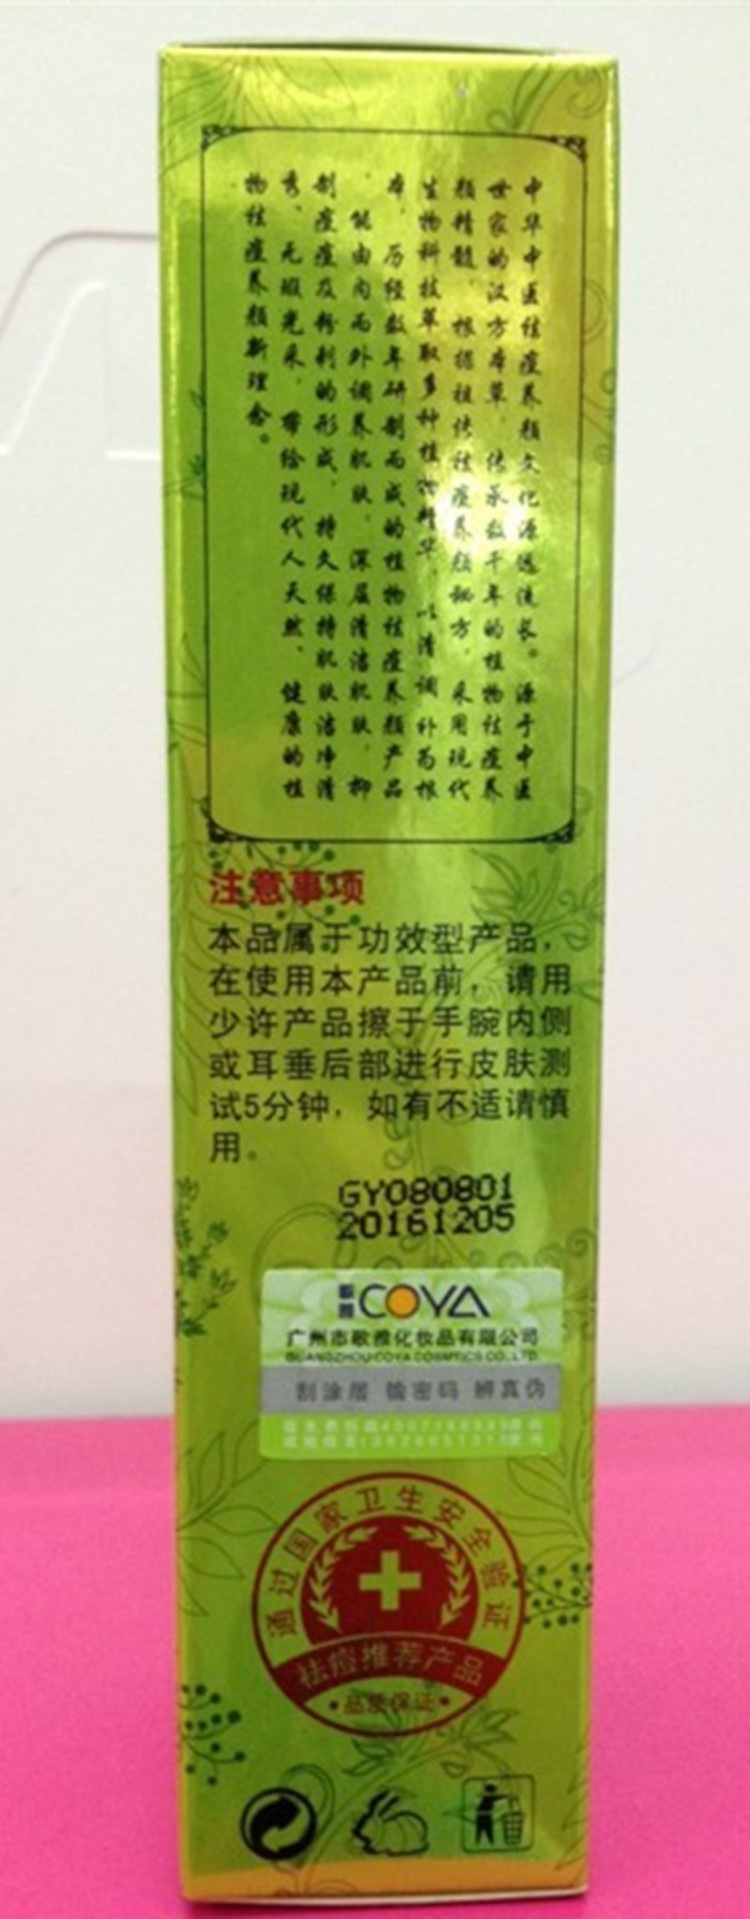 中华中医祛痘养颜文化源远流长。源于中医
世家的汉方本草，传承数千年的植物祛痘养
颜精髓，根据祖传祛痘养颜秘方，采用现代
生物科技萃取多种植物精华，以清调补为根
本，历经数年研制而成的植物祛痘养颜产品
，能由内而外调养肌肤，深层清洁肌肤，抑
制痘痘及粉刺的形成，持久保持肌肤洁净清
秀、无瑕光采，带给现代人天然、健康的植
物祛痘养颜新理念。
注意事项
本品属于功效型产品，
在使用本产品前，请用
少许产品擦于手腕内侧
或耳垂后部进行皮肤测
试5分钟，如有不适请慎
用。
GY080801
20161205
歌雅 COYA
广州市歌雅化妆品有限公司
GUANGZHOU COYA COSMTICS CO.,LTD.
刮涂层 输密码 辨真伪
通过国家卫生安全验证
祛痘推荐产品
品质保证